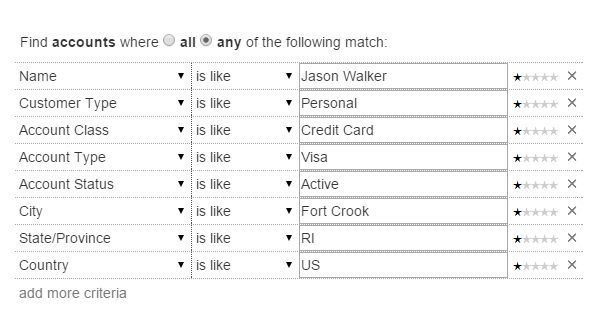 Find accounts where all any of the following match:
Name is like Jason Walker
Customer Type is like Personal
Account Class is like Credit Card
Account Type is like Visa
Account Status is like Active
City is like Fort Crook
State/Province is like RI
Country is like US
add more criteria